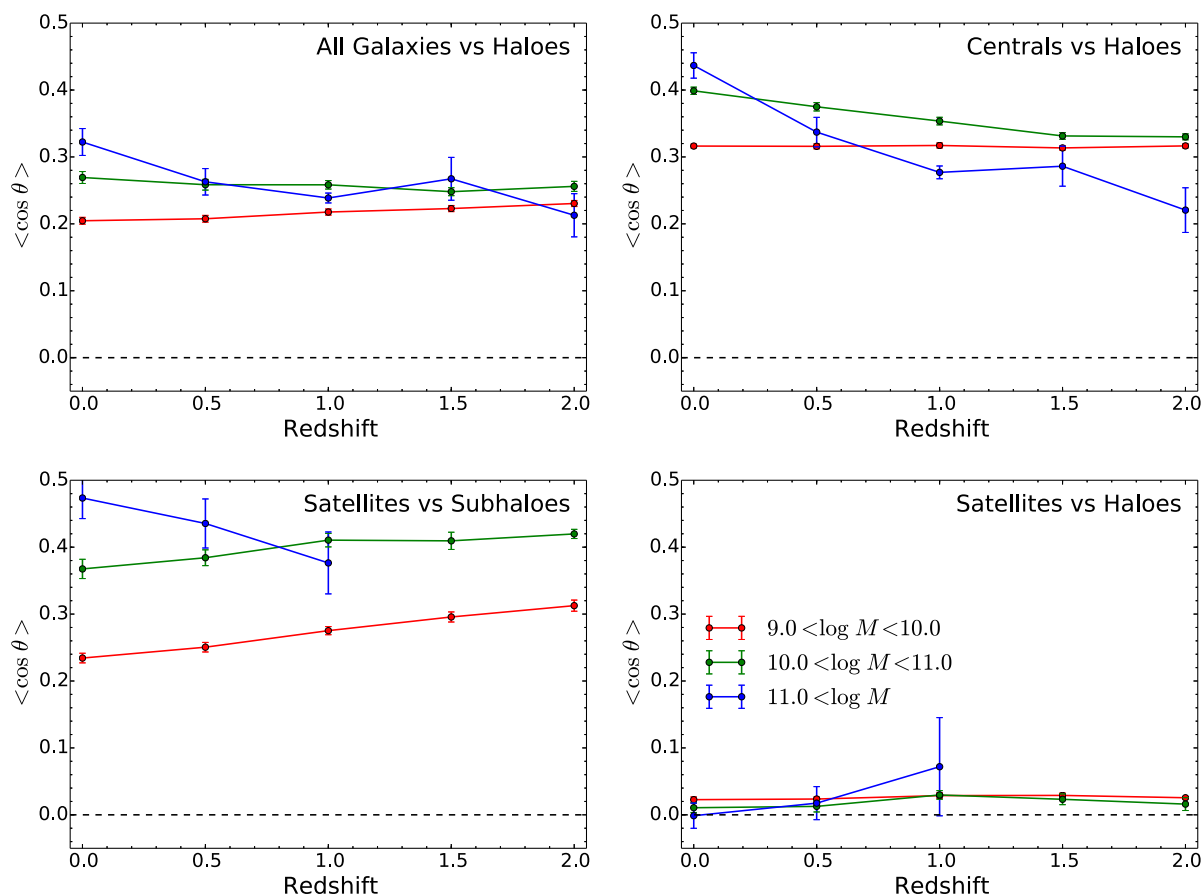 All Galaxies vs Haloes
0.5
0.4
0.3
0.2
0.1
0.0
<cos θ>
0.0 0.5 1.0 1.5 2.0
Redshift
Centrals vs Haloes
0.5
0.4
0.3
0.2
0.1
0.0
<cos θ>
0.0 0.5 1.0 1.5 2.0
Redshift
Satellites vs Subhaloes
0.5
0.4
0.3
0.2
0.1
0.0
<cos θ>
0.0 0.5 1.0 1.5 2.0
Redshift
Satellites vs Haloes
0.5
0.4
0.3
0.2
0.1
0.0
<cos θ>
9.0 <log M<10.0
10.0 <log M<11.0
11.0 <log M
0.0 0.5 1.0 1.5 2.0
Redshift